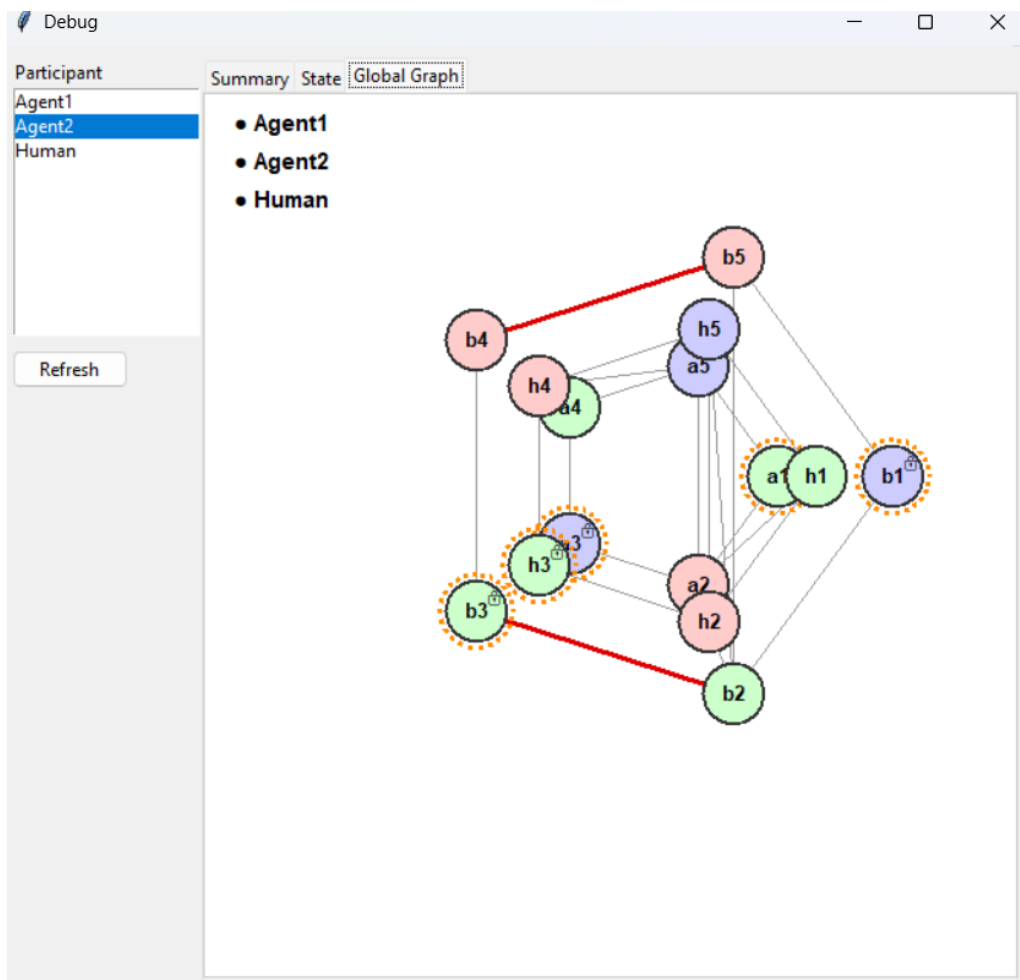 Debug
Participant
Agent1
Agent2
Human
Refresh
Summary State Global Graph
• Agent1
• Agent2
• Human
b5
h5
b4
a5
h4
a4
a1 h1 b1
h3
b3
a2
h2
b2